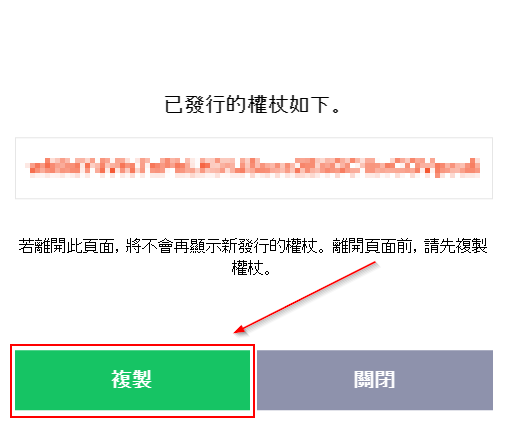 已發行的權杖如下。
若離開此頁面，將不會再顯示新發行的權杖。離開頁面前，請先複製
權杖。
複製
關閉